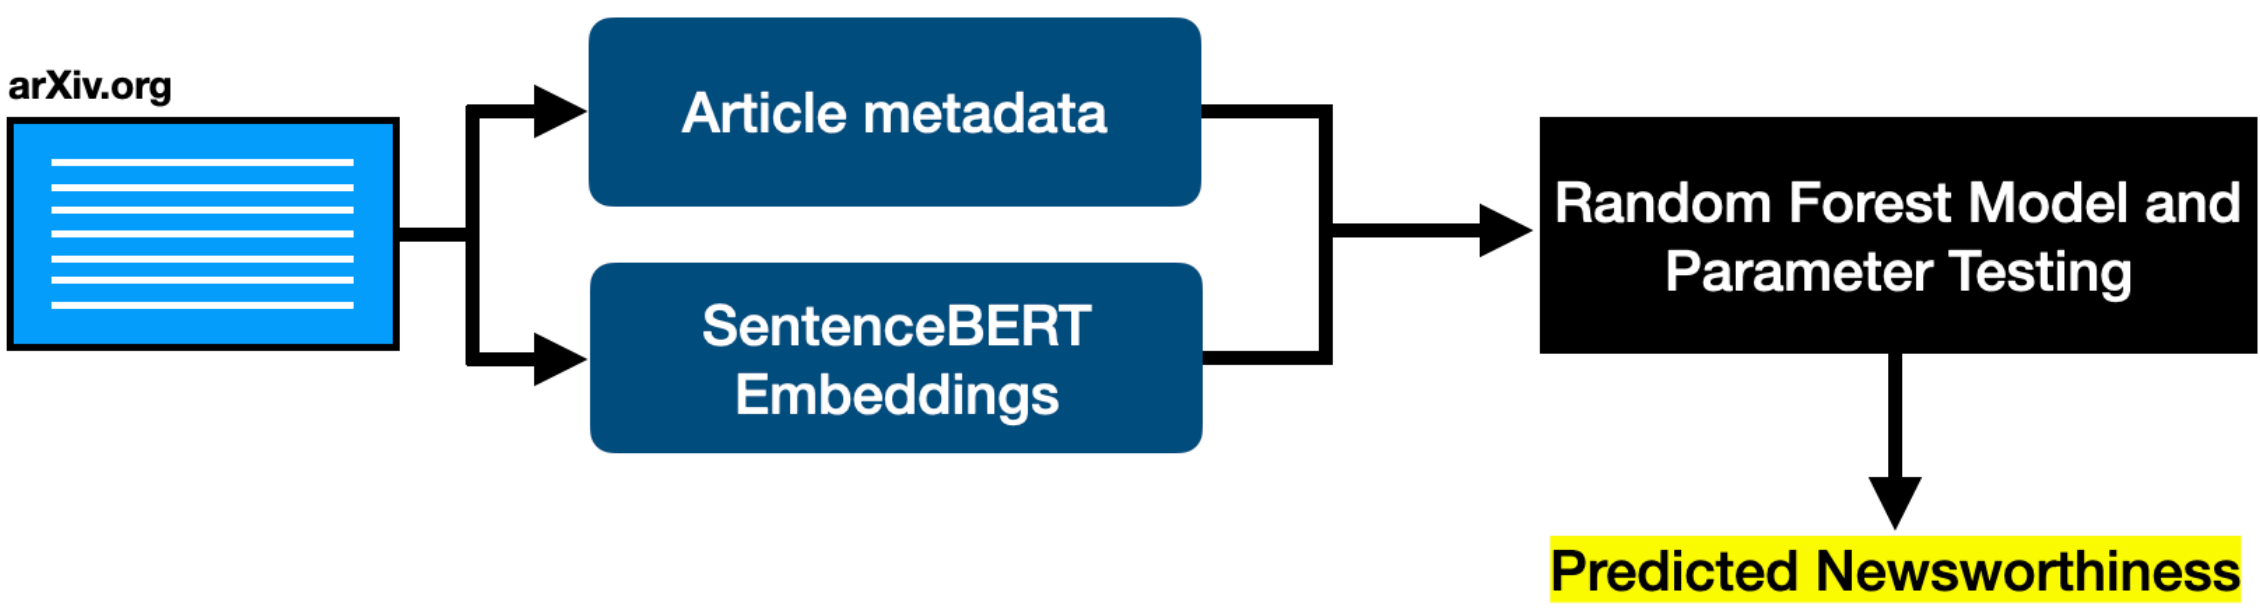 arXiv.org
Article metadata
SentenceBERT
Embeddings
Random Forest Model and
Parameter Testing
Predicted Newsworthiness